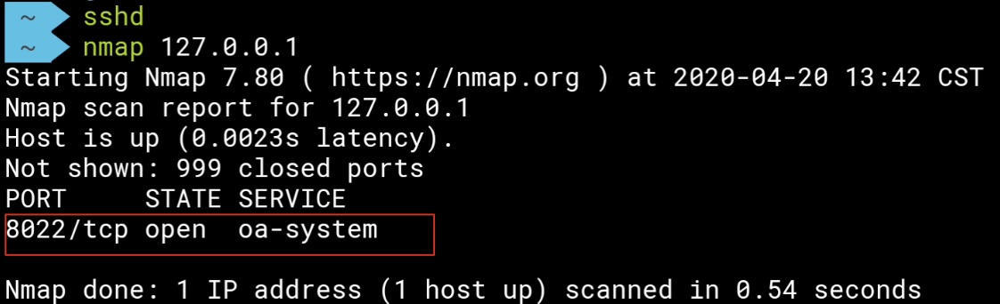 ~ sshd
~ nmap 127.0.0.1
Starting Nmap 7.80 ( https://nmap.org ) at 2020-04-20 13:42 CST
Nmap scan report for 127.0.0.1
Host is up (0.0023s latency).
Not shown: 999 closed ports
PORT     STATE SERVICE
8022/tcp open  oa-system
Nmap done: 1 IP address (1 host up) scanned in 0.54 seconds